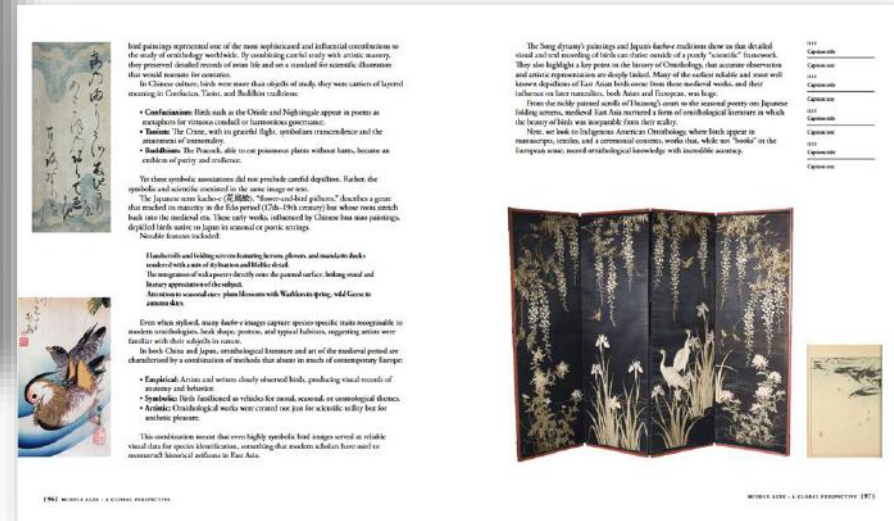 bird paintings represented one of the most sophisticated and influential contributions to
the study of ornithology worldwide. By combining careful study with artistic mastery,
they preserved detailed records of avian life and set a standard for scientific illustration
that would resonate for centuries.
In Chinese culture, birds were more than objects of study, they were carriers of layered
meaning in Confucian, Taoist, and Buddhist traditions:
• Confucianism: Birds such as the Oriole and Nightingale appear in poems as
metaphors for virtuous conduct or harmonious governance.
• Taoism: The Crane, with its graceful flight, symbolises transcendence and the
attainment of immortality.
• Buddhism: The Peacock, able to eat poisonous plants without harm, became an
emblem of purity and resilience.
Yet these symbolic associations did not preclude careful depiction. Rather, the
symbolic and scientific coexisted in the same image or text.
The Japanese term kacho-e (花鳥絵), "flower-and-bird pictures," describes a genre
that reached its maturity in the Edo period (17th–19th century) but whose roots stretch
back into the medieval era. These early works, influenced by Chinese hua niao paintings,
depicted birds native to Japan in seasonal or poetic settings.
Notable features included:
Handscrolls and folding screens featuring herons, plovers, and mandarin ducks
rendered with a mix of stylisation and lifelike detail.
The integration of waka poetry directly onto the painted surface, linking visual and
literary appreciation of the subject.
Attention to seasonal cues: plum blossoms with Warblers in spring, wild Geese in
autumn skies.
Even when stylised, many kacho-e images capture species-specific traits recognisable to
modern ornithologists, beak shape, posture, and typical habitats, suggesting artists were
familiar with their subjects in nature.
In both China and Japan, ornithological literature and art of the medieval period are
characterized by a combination of methods that absent in much of contemporary Europe:
• Empirical: Artists and writers closely observed birds, producing visual records of
anatomy and behavior.
• Symbolic: Birds functioned as vehicles for moral, seasonal, or cosmological themes.
• Artistic: Ornithological works were created not just for scientific utility but for
aesthetic pleasure.
This combination meant that even highly symbolic bird images served as reliable
visual data for species identification, something that modern scholars have used to
reconstruct historical avifauna in East Asia.
[96] MIDDLE AGES - A GLOBAL PERSPECTIVE
The Song dynasty's paintings and Japan's kacho-e traditions show us that detailed
visual and text recording of birds can thrive outside of a purely "scientific" framework.
They also highlight a key point in the history of Ornithology, that accurate observation
and artistic representation are deeply linked. Many of the earliest reliable and most well
known depictions of East Asian birds come from these medieval works, and their
influence on later naturalists, both Asian and European, was huge.
From the richly painted scrolls of Huizong's court to the seasonal poetry on Japanese
folding screens, medieval East Asia nurtured a form of ornithological literature in which
the beauty of birds was inseparable from their reality.
Next, we look to Indigenous American Ornithology, where birds appear in
manuscripts, textiles, and a ceremonial contexts, works that, while not "books" in the
European sense, record ornithological knowledge with incredible accuracy.
Caption title
Caption text
Caption title
Caption text
Caption title
Caption text
Caption title
Caption text
MIDDLE AGES - A GLOBAL PERSPECTIVE [97]